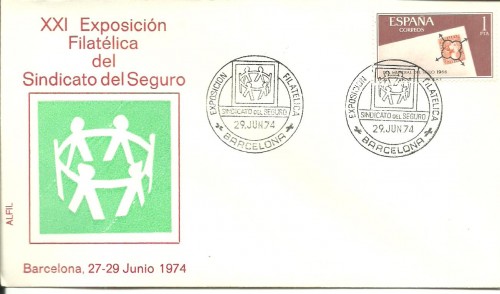 XXI Exposición
Filatélica
del
Sindicato del Seguro
ALFIL
Barcelona, 27-29 Junio 1974
EXPOSICION FILATELICA
SINDICATO DEL SEGURO
29.JUN 74
BARCELONA
ESPAÑA
CORREOS
1
PTA
EXPOSICION FILATELICA
SINDICATO DEL SEGURO
29.JUN 74
BARCELONA